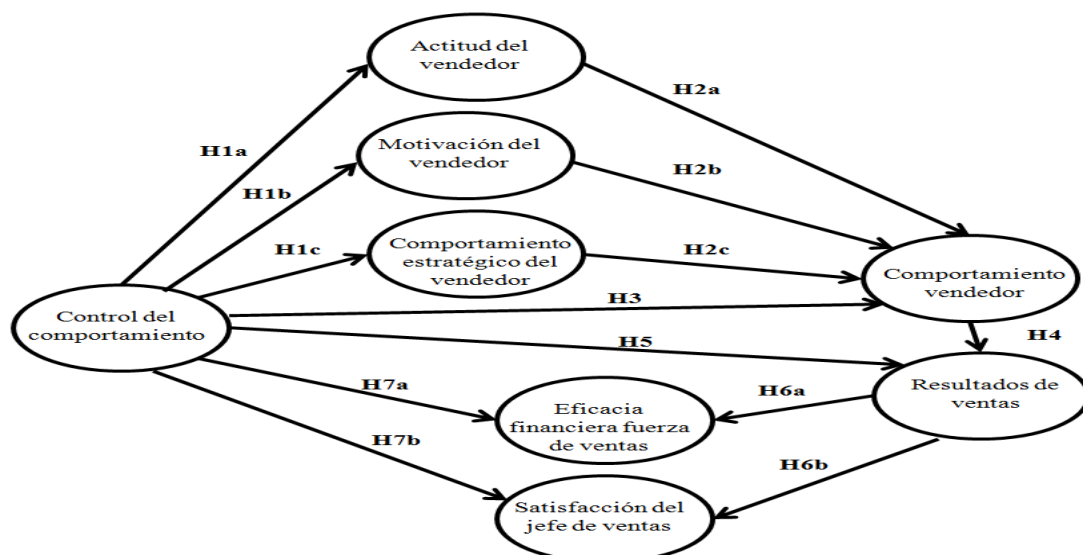 Actitud del
vendedor
H2a
Motivación del
vendedor
H1a
H2b
H1b
Comportamiento
estratégico del
vendedor
H1c
H2c
Comportamiento
vendedor
H3
Control del
comportamiento
H4
H5
Resultados de
ventas
H7a
H6a
Eficacia
financiera fuerza
de ventas
H7b
H6b
Satisfacción del
jefe de ventas